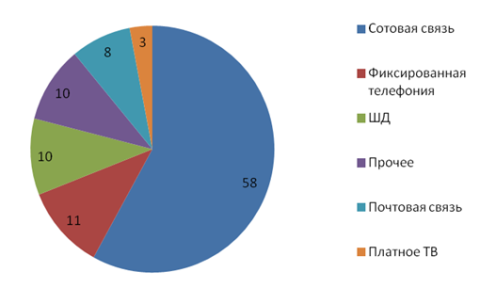 3
8
10
10
11
58
Сотовая связь
Фиксированная
телефония
ШД
Прочее
Почтовая связь
Платное ТВ